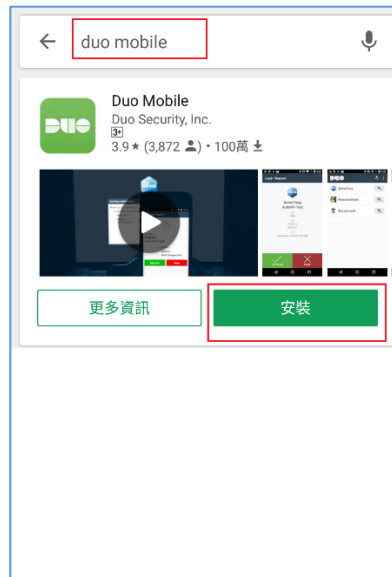 duo mobile
Duo Mobile
Duo Security, Inc.
3+
3.9★ (3,872 👤) • 100萬
更多資訊
安裝